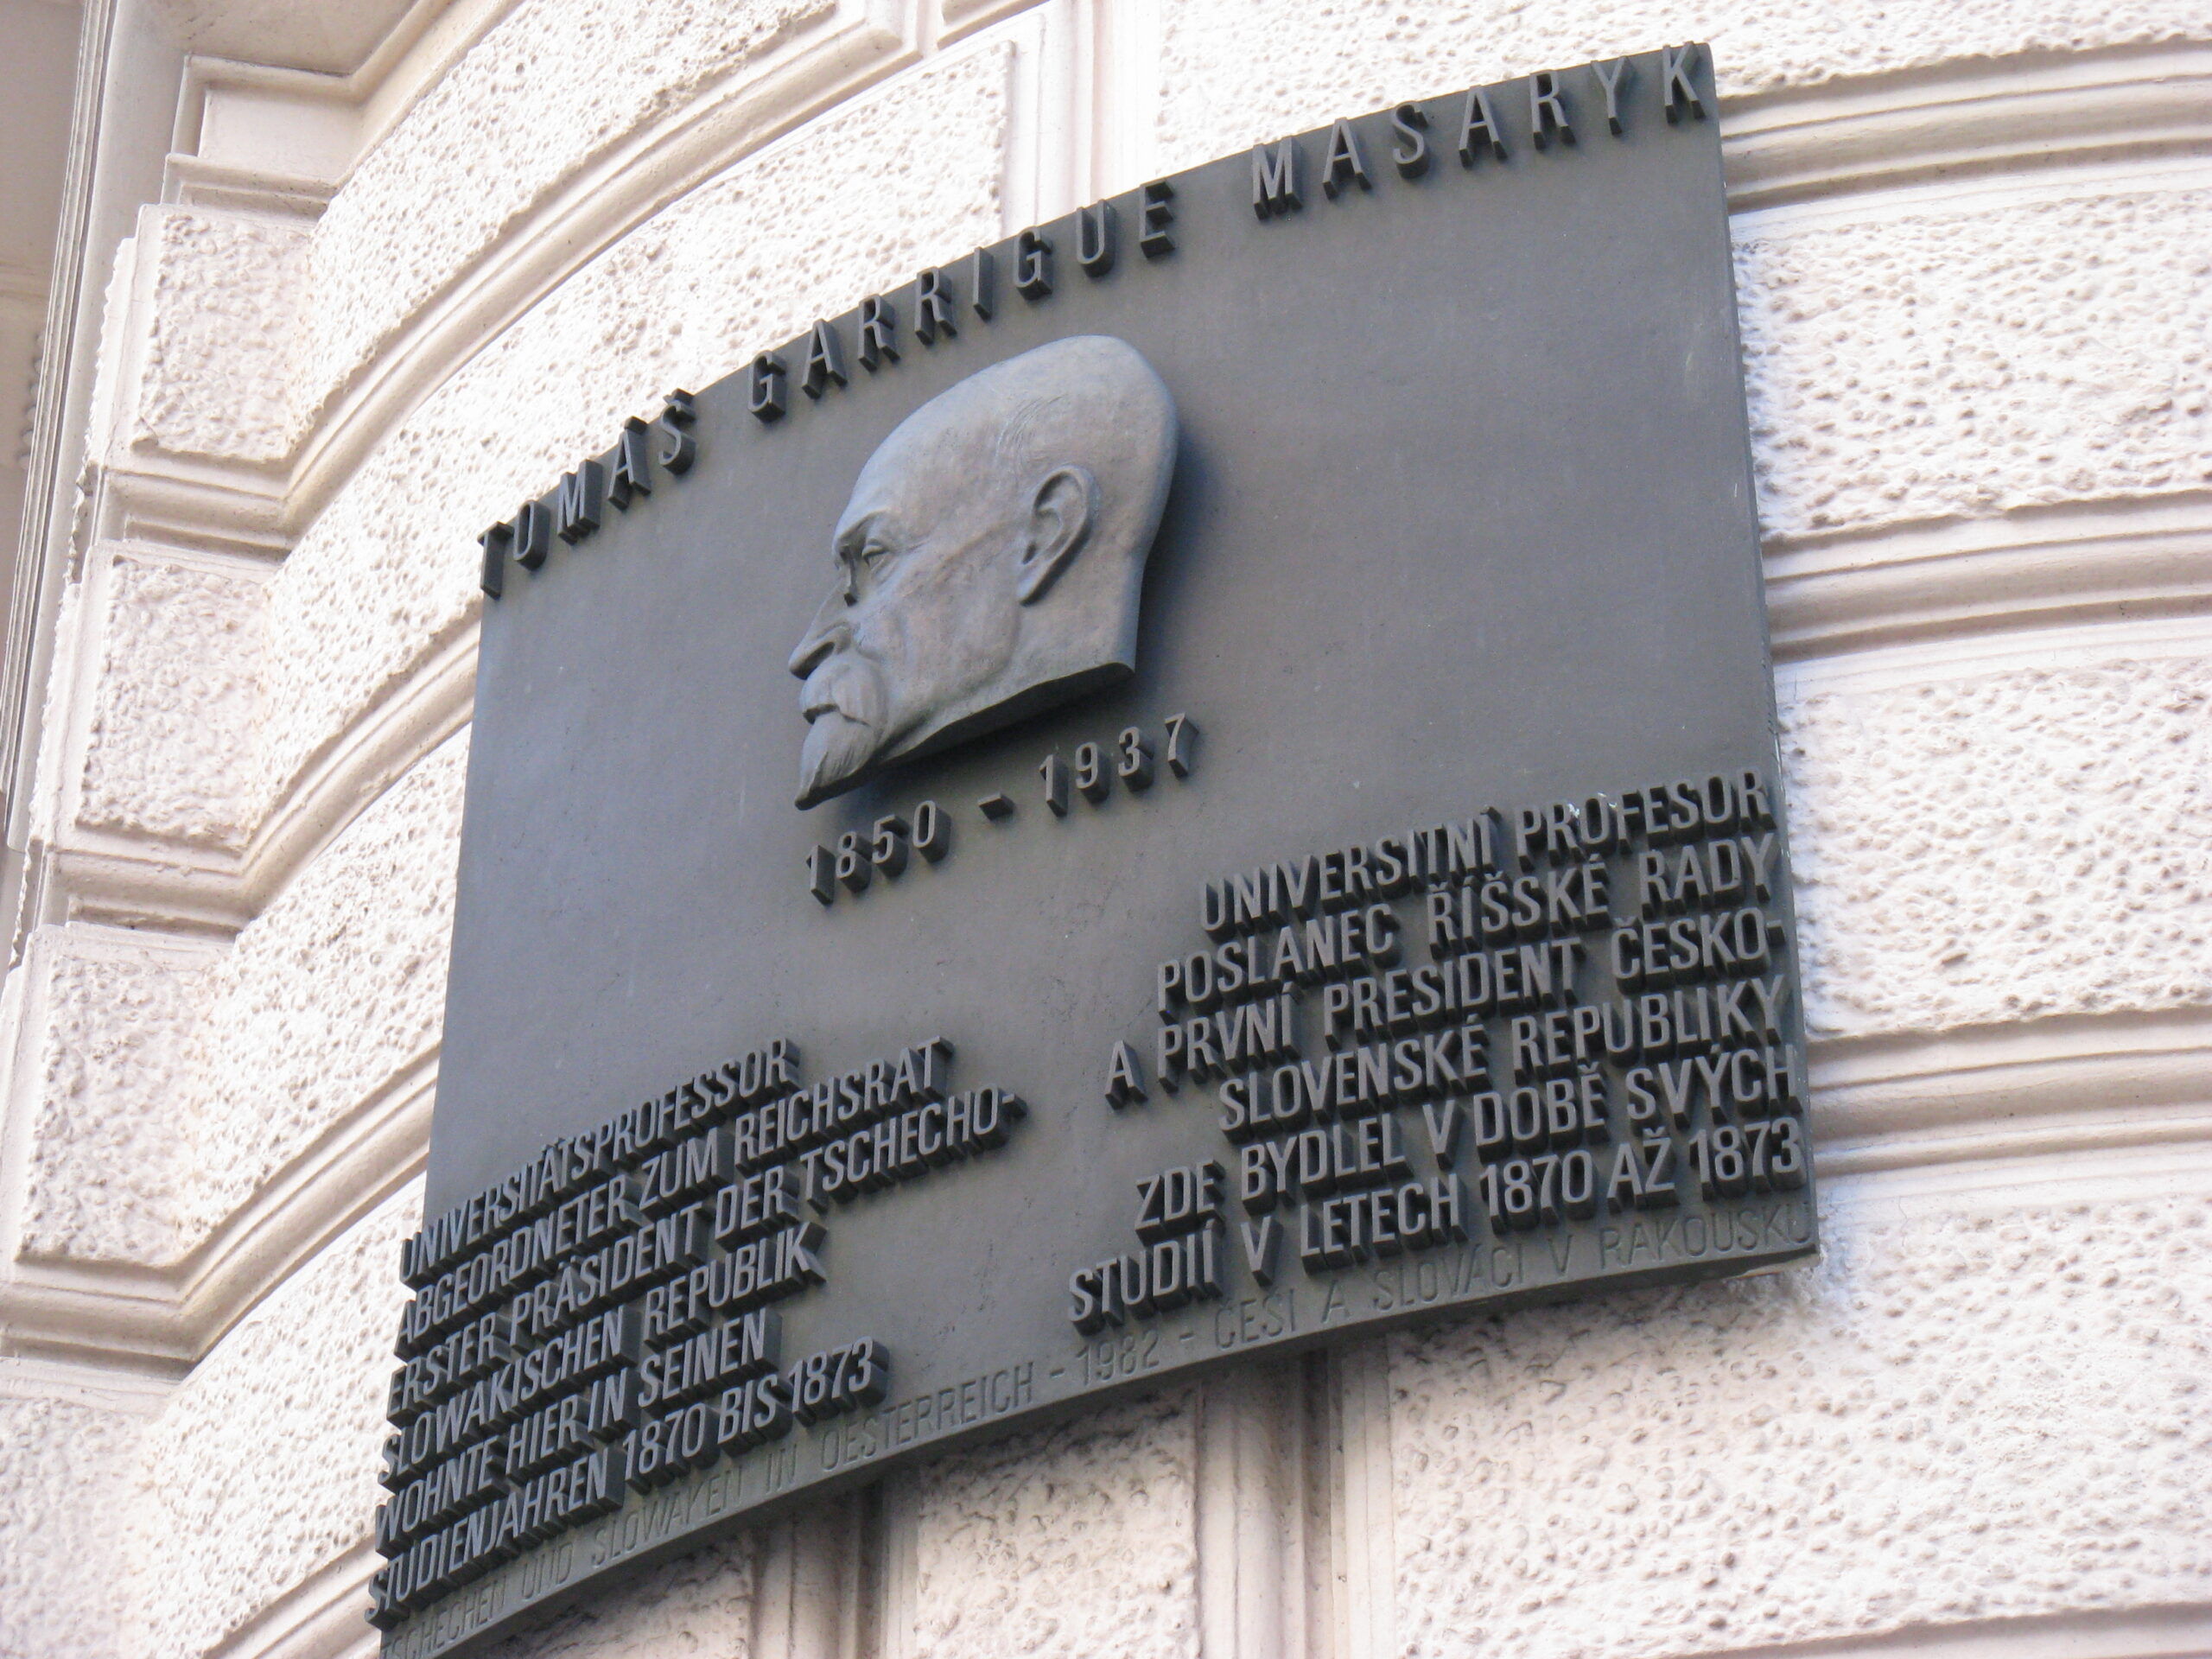 TOMAŠ GARRIGUE MASARYK
1850 – 1937
UNIVERSITÄTSPROFESSOR
ABGEORDNETER ZUM REICHSRAT
ERSTER PRÄSIDENT DER TSCHECHO-
SLOWAKISCHEN REPUBLIK
WOHNTE HIER IN SEINEN
STUDIENJAHREN 1870 BIS 1873
UNIVERSITNÍ PROFESOR
POSLANEC ŘÍŠSKÉ RADY
A PRVNÍ PRESIDENT ČESKO-
SLOVENSKÉ REPUBLIKY
ZDE BYDLEL V DOBĚ SVÝCH
STUDIÍ V LETECH 1870 AŽ 1873
TSCHECHEN UND SLOWAKEN IN OESTERREICH – 1982 – ČEŠI A SLOVÁCI V RAKOUSKU